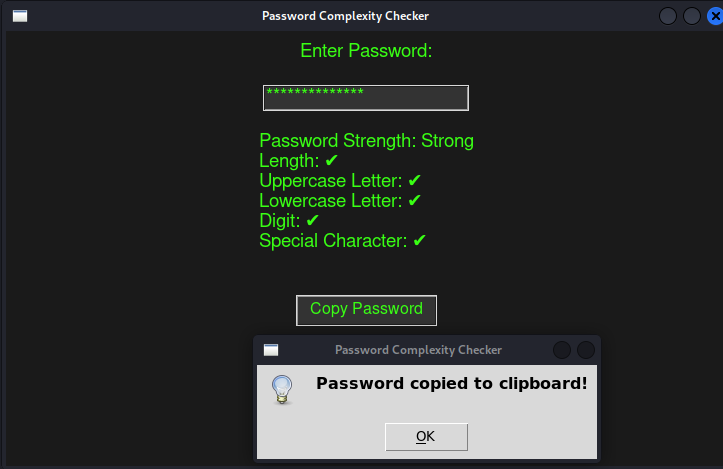 Password Complexity Checker
Enter Password:
**************
Password Strength: Strong
Length: ✔
Uppercase Letter: ✔
Lowercase Letter: ✔
Digit: ✔
Special Character: ✔
Copy Password
Password Complexity Checker
Password copied to clipboard!
OK